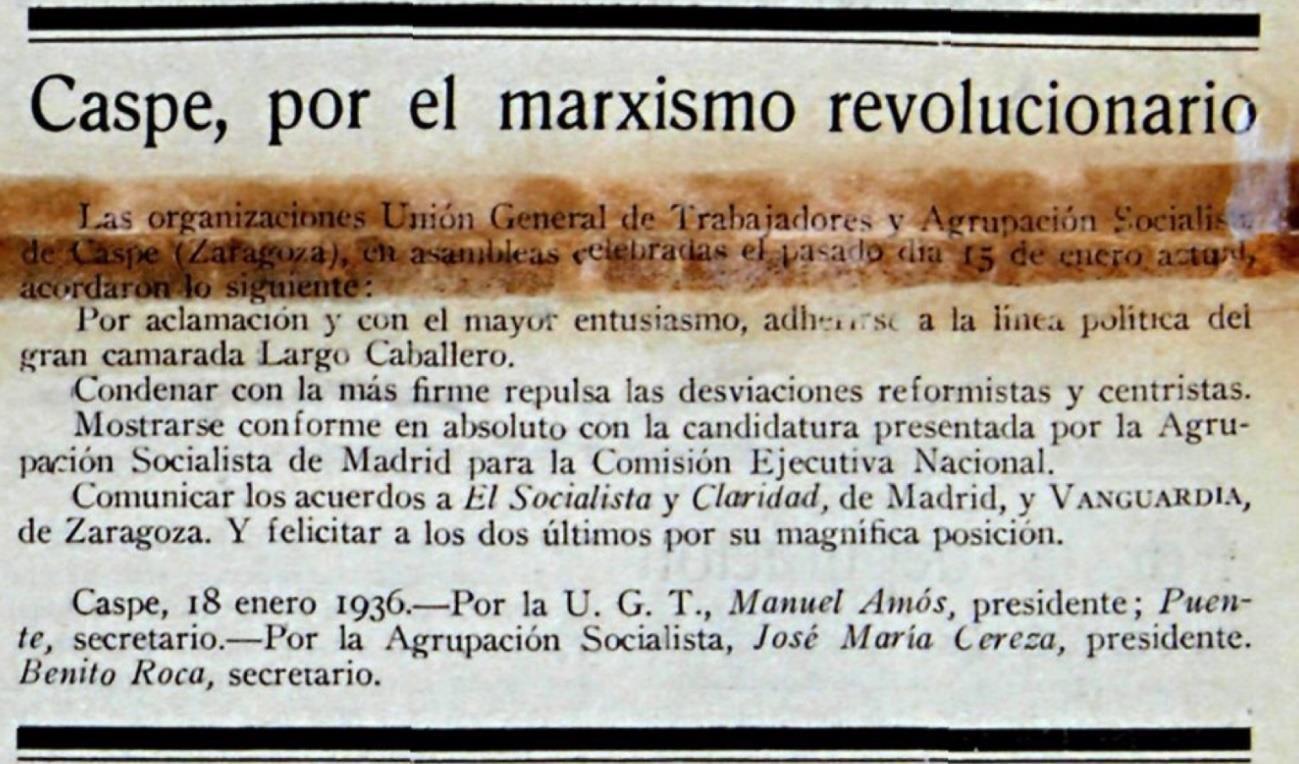 Caspe, por el marxismo revolucionario
Las organizaciones Unión General de Trabajadores y Agrupación Socialista
de Caspe (Zaragoza), en asambleas celebradas el pasado día 15 de enero actual,
acordaron lo siguiente:
Por aclamación y con el mayor entusiasmo, adherirse a la línea política del
gran camarada Largo Caballero.
Condenar con la más firme repulsa las desviaciones reformistas y centristas.
Mostrarse conforme en absoluto con la candidatura presentada por la Agru-
pación Socialista de Madrid para la Comisión Ejecutiva Nacional.
Comunicar los acuerdos a El Socialista y Claridad, de Madrid, y VANGUARDIA,
de Zaragoza. Y felicitar a los dos últimos por su magnífica posición.
Caspe, 18 enero 1936.—Por la U. G. T., Manuel Amós, presidente; Puen-
te, secretario.—Por la Agrupación Socialista, José María Cereza, presidente.
Benito Roca, secretario.